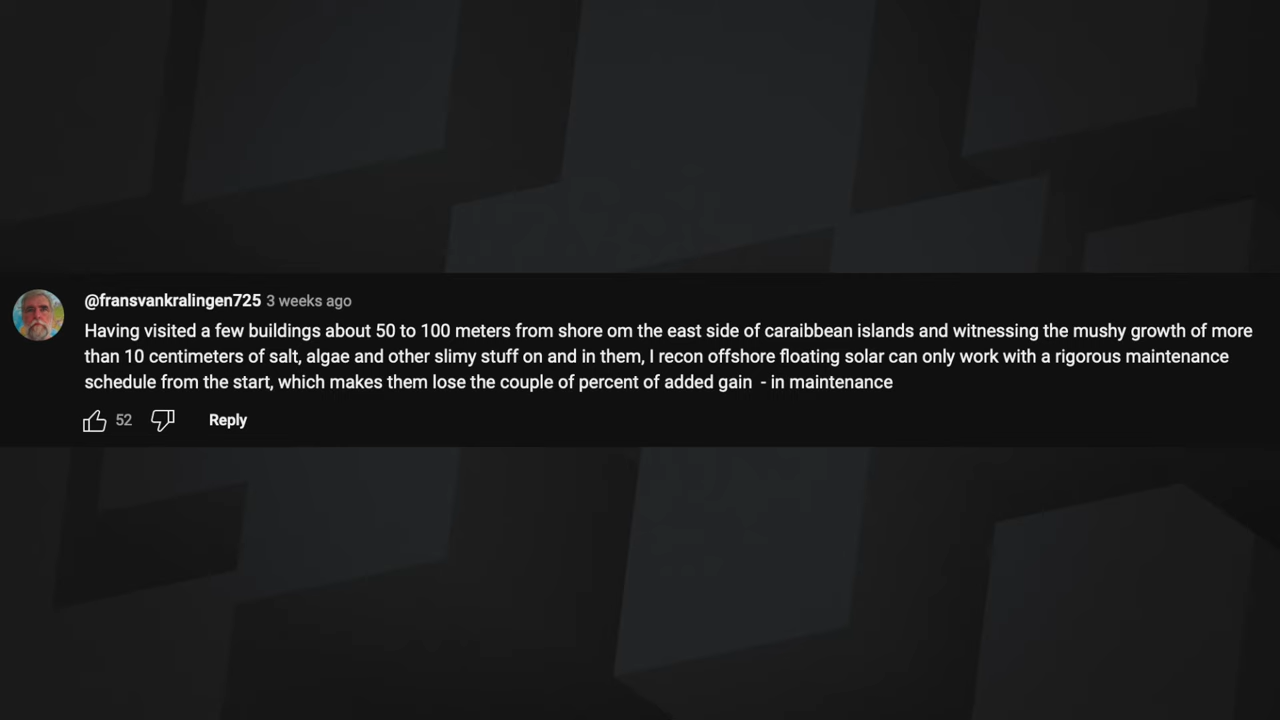 @fransvankralingen725 3 weeks ago
Having visited a few buildings about 50 to 100 meters from shore om the east side of caraibbean islands and witnessing the mushy growth of more
than 10 centimeters of salt, algae and other slimy stuff on and in them, I recon offshore floating solar can only work with a rigorous maintenance
schedule from the start, which makes them lose the couple of percent of added gain  - in maintenance
52 Reply